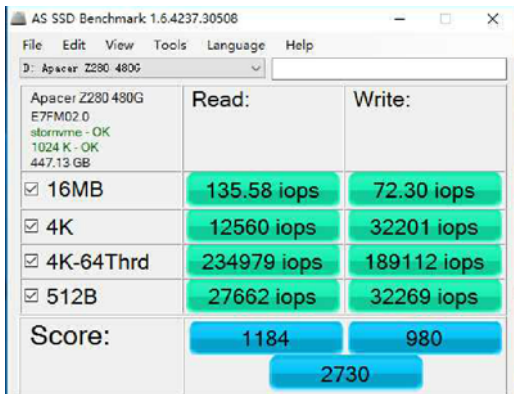 AS SSD Benchmark 1.6.4237.30508
File Edit View Tools Language Help
D: Apacer Z280 480G
Apacer Z280 480G
E7FM02.0
stornvme - OK
1024 K - OK
447.13 GB
Read: Write:
16MB 135.58 iops 72.30 iops
4K 12560 iops 32201 iops
4K-64Thrd 234979 iops 189112 iops
512B 27662 iops 32269 iops
Score: 1184 980
2730